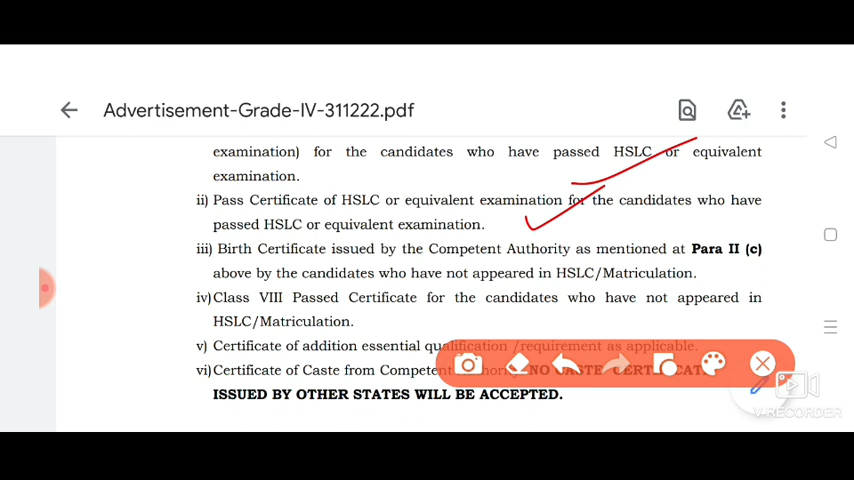 Advertisement-Grade-IV-311222.pdf
examination) for the candidates who have passed HSLC or equivalent
examination.
ii) Pass Certificate of HSLC or equivalent examination for the candidates who have
passed HSLC or equivalent examination.
iii) Birth Certificate issued by the Competent Authority as mentioned at Para II (c)
above by the candidates who have not appeared in HSLC/Matriculation.
iv) Class VIII Passed Certificate for the candidates who have not appeared in
HSLC/Matriculation.
v) Certificate of addition essential qualification /requirement as applicable.
vi) Certificate of Caste from Competent NO CASTE CERTIFICAT
ISSUED BY OTHER STATES WILL BE ACCEPTED.
V-RECORDER